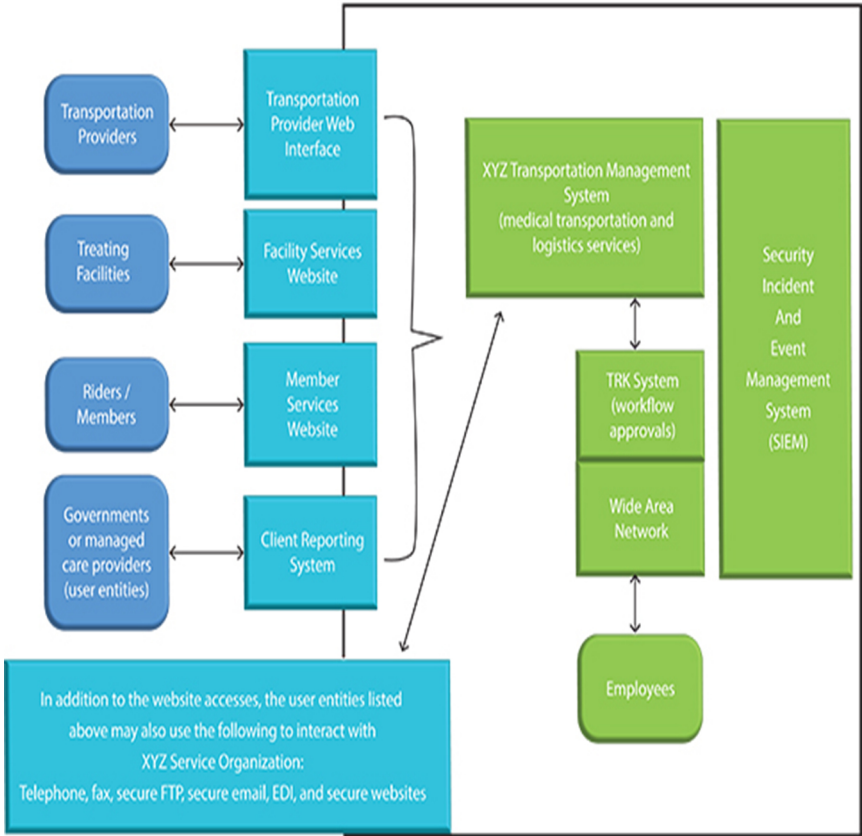 Transportation
Providers
Transportation
Provider Web
Interface
Treating
Facilities
Facility Services
Website
Riders /
Members
Member
Services
Website
Governments
or managed
care providers
(user entities)
Client Reporting
System
In addition to the website accesses, the user entities listed
above may also use the following to interact with
XYZ Service Organization:
Telephone, fax, secure FTP, secure email, EDI, and secure websites
XYZ Transportation Management
System
(medical transportation and
logistics services)
TRK System
(workflow
approvals)
Wide Area
Network
Employees
Security
Incident
And
Event
Management
System
(SIEM)